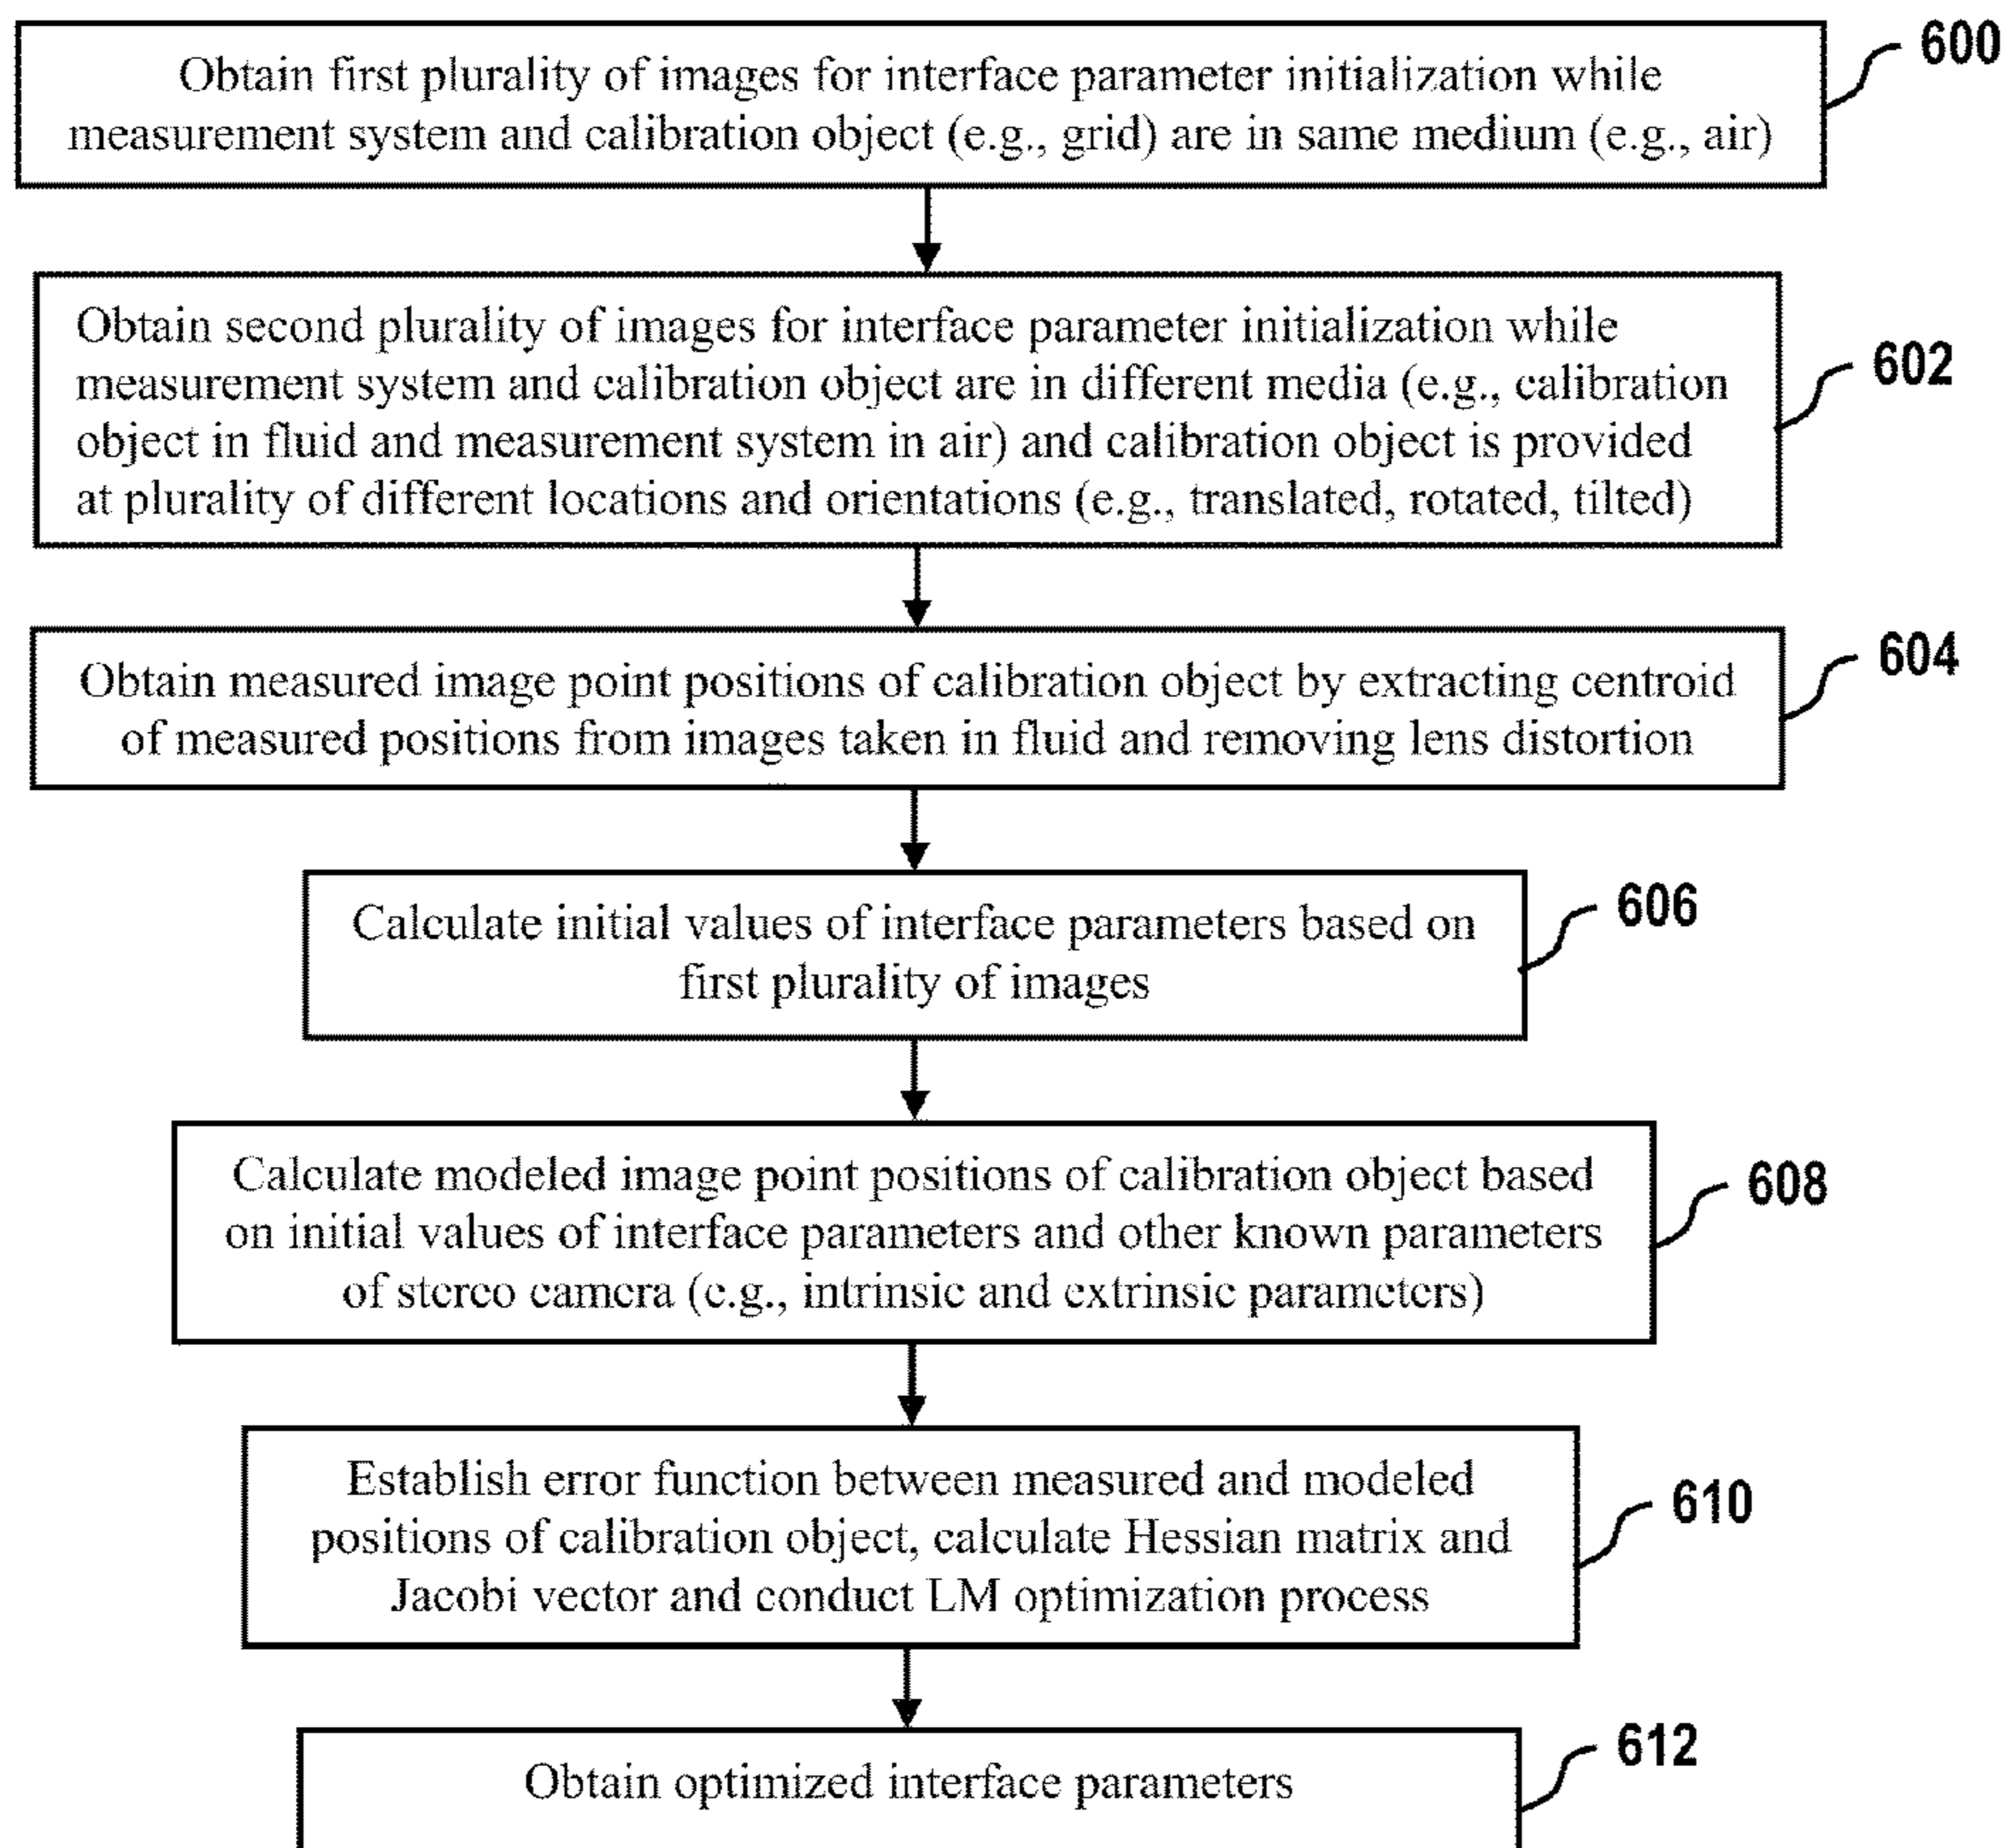 600
Obtain first plurality of images for interface parameter initialization while
measurement system and calibration object (e.g., grid) are in same medium (e.g., air)
Obtain second plurality of images for interface parameter initialization while
measurement system and calibration object are in different media (e.g., calibration
object in fluid and measurement system in air) and calibration object is provided
at plurality of different locations and orientations (e.g., translated, rotated, tilted)
602
Obtain measured image point positions of calibration object by extracting centroid
of measured positions from images taken in fluid and removing lens distortion
604
Calculate initial values of interface parameters based on
first plurality of images
606
Calculate modeled image point positions of calibration object based
on initial values of interface parameters and other known parameters
of stereo camera (e.g., intrinsic and extrinsic parameters)
608
Establish error function between measured and modeled
positions of calibration object, calculate Hessian matrix and
Jacobi vector and conduct LM optimization process
610
Obtain optimized interface parameters
612